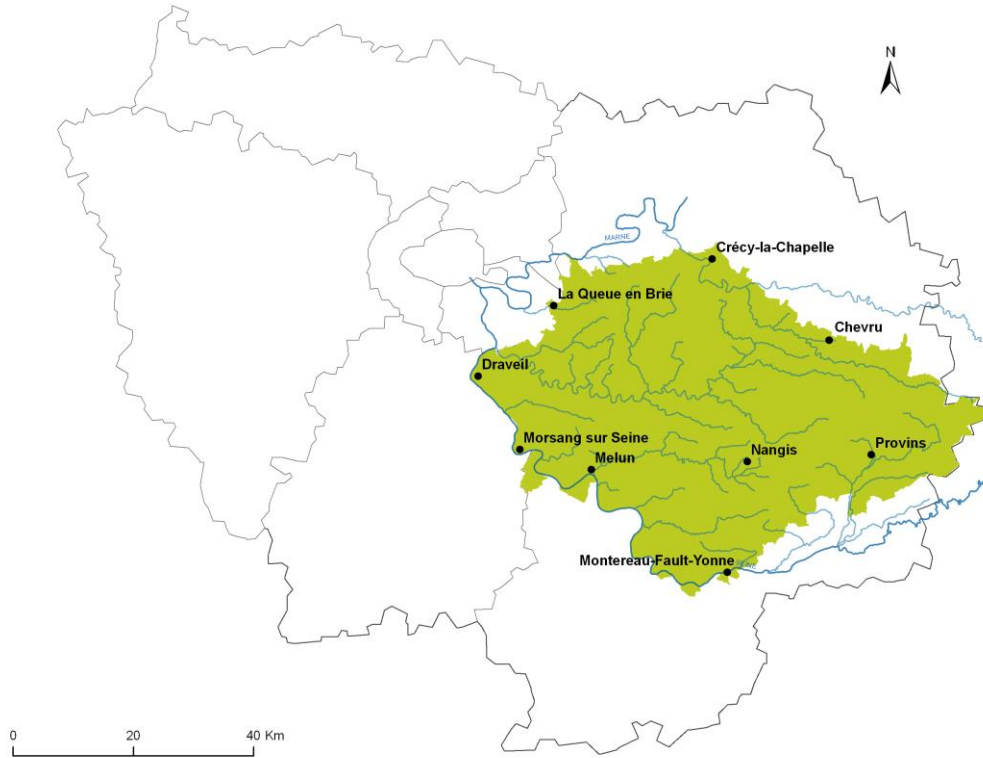 N
MARNE
Crécy-la-Chapelle
La Queue en Brie
Chevru
Draveil
Morsang sur Seine
Melun
Nangis
Provins
Montereau-Fault-Yonne
0 20 40 Km